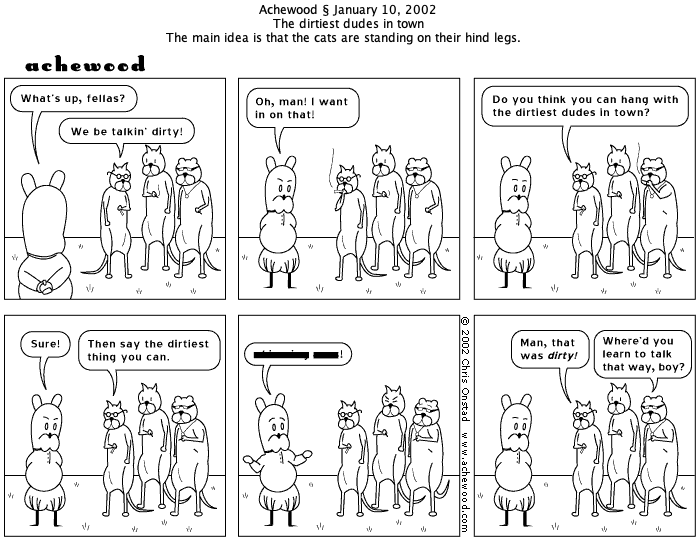 Achewood § January 10, 2002
The dirtiest dudes in town
The main idea is that the cats are standing on their hind legs.
achewood
What's up, fellas?
We be talkin' dirty!
Oh, man! I want
in on that!
Do you think you can hang with
the dirtiest dudes in town?
Sure!
Then say the dirtiest
thing you can.
!
© 2002 Chris Onstad www.achewood.com
Man, that
was dirty!
Where'd you
learn to talk
that way, boy?